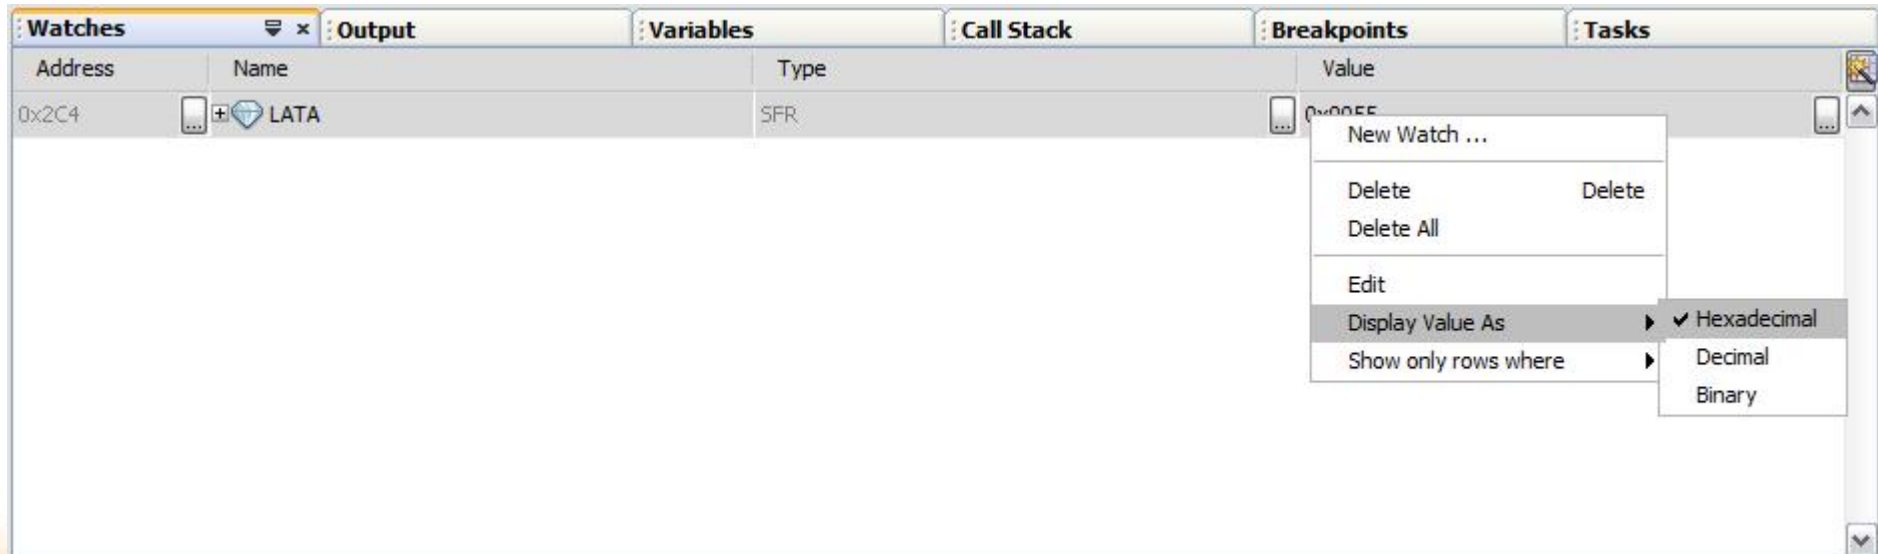 Watches Output Variables Call Stack Breakpoints Tasks
Address Name Type Value
0x2C4 ... LATA SFR ... ...
New Watch ...
Delete Delete
Delete All
Edit
Display Value As
Show only rows where
Hexadecimal
Decimal
Binary